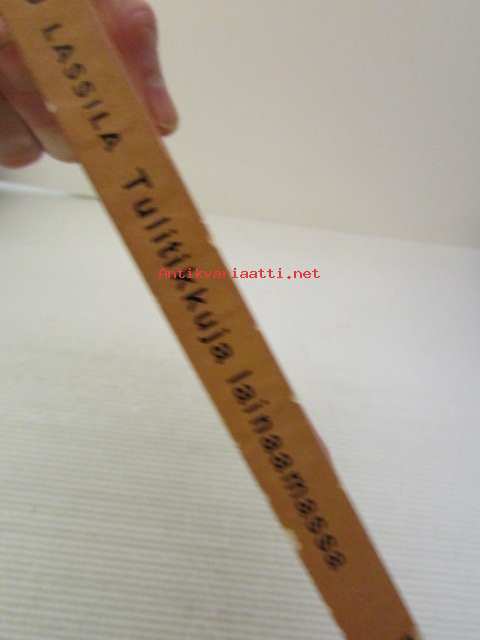 LASSILA Tulitikkuja lainaamassa
Antikvariaatti.net